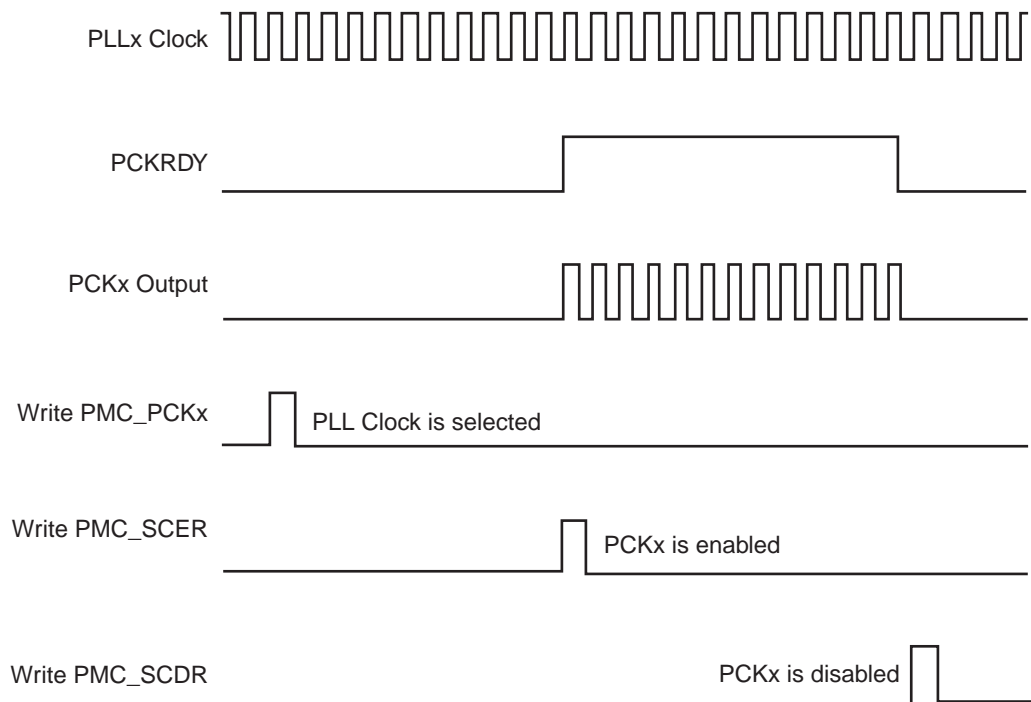 PLLx Clock
PCKRDY
PCKx Output
Write PMC_PCKx
PLL Clock is selected
Write PMC_SCER
PCKx is enabled
Write PMC_SCDR
PCKx is disabled